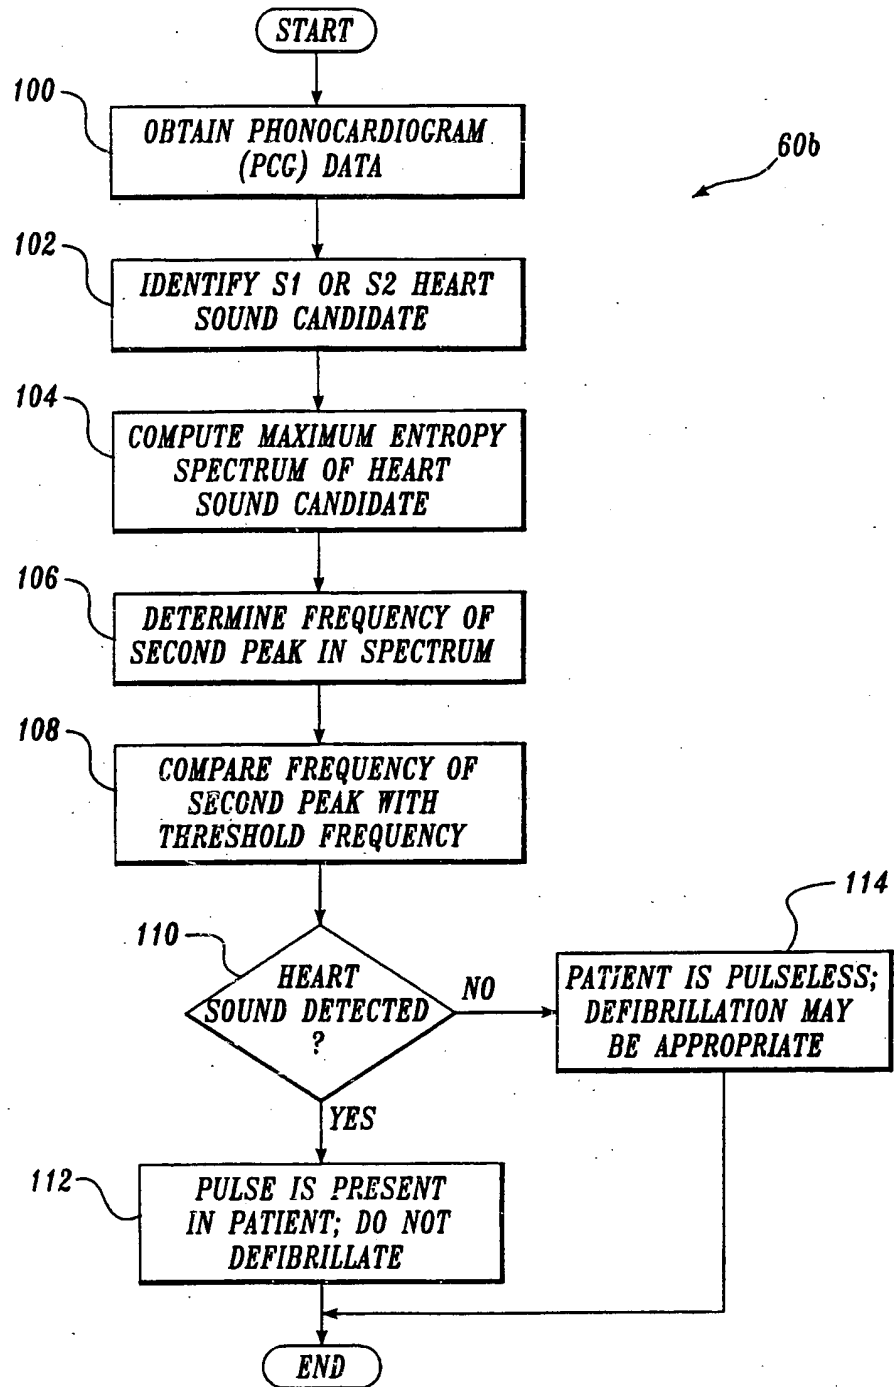 START
100
OBTAIN PHONOCARDIOGRAM
(PCG) DATA
60b
102
IDENTIFY S1 OR S2 HEART
SOUND CANDIDATE
104
COMPUTE MAXIMUM ENTROPY
SPECTRUM OF HEART
SOUND CANDIDATE
106
DETERMINE FREQUENCY OF
SECOND PEAK IN SPECTRUM
108
COMPARE FREQUENCY OF
SECOND PEAK WITH
THRESHOLD FREQUENCY
110
HEART
SOUND DETECTED
?
NO
114
PATIENT IS PULSELESS;
DEFIBRILLATION MAY
BE APPROPRIATE
YES
112
PULSE IS PRESENT
IN PATIENT; DO NOT
DEFIBRILLATE
END